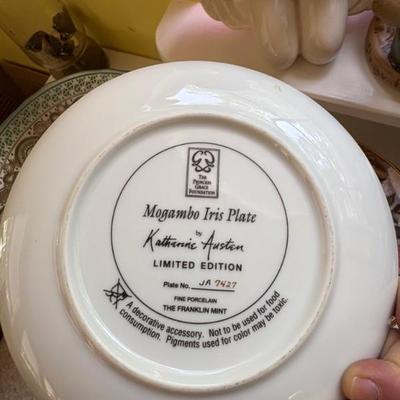 THE
PRINCESS
GRACE
FOUNDATION
Mogambo Iris Plate
by
Katherine Austen
LIMITED EDITION
Plate No. JA 7427
FINE PORCELAIN
THE FRANKLIN MINT
A decorative accessory. Not to be used for food
consumption. Pigments used for color may be toxic.